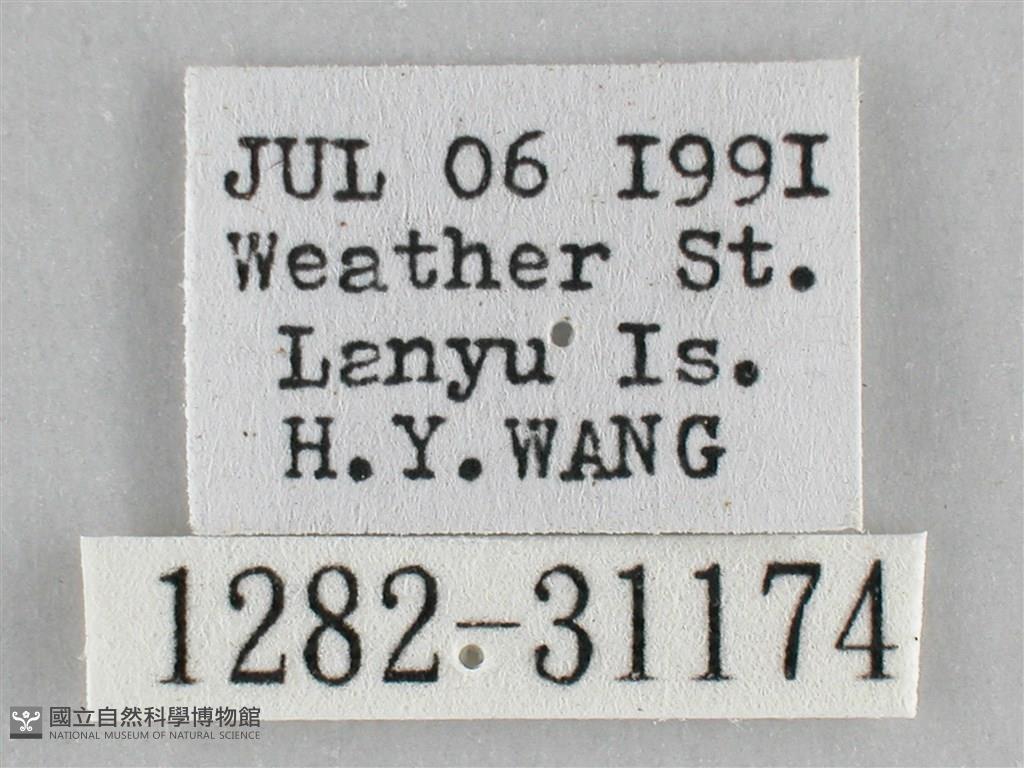 JUL 06 1991
Weather St.
Lanyu Is.
H.Y.WANG
1282-31174
國立自然科學博物館
NATIONAL MUSEUM OF NATURAL SCIENCE